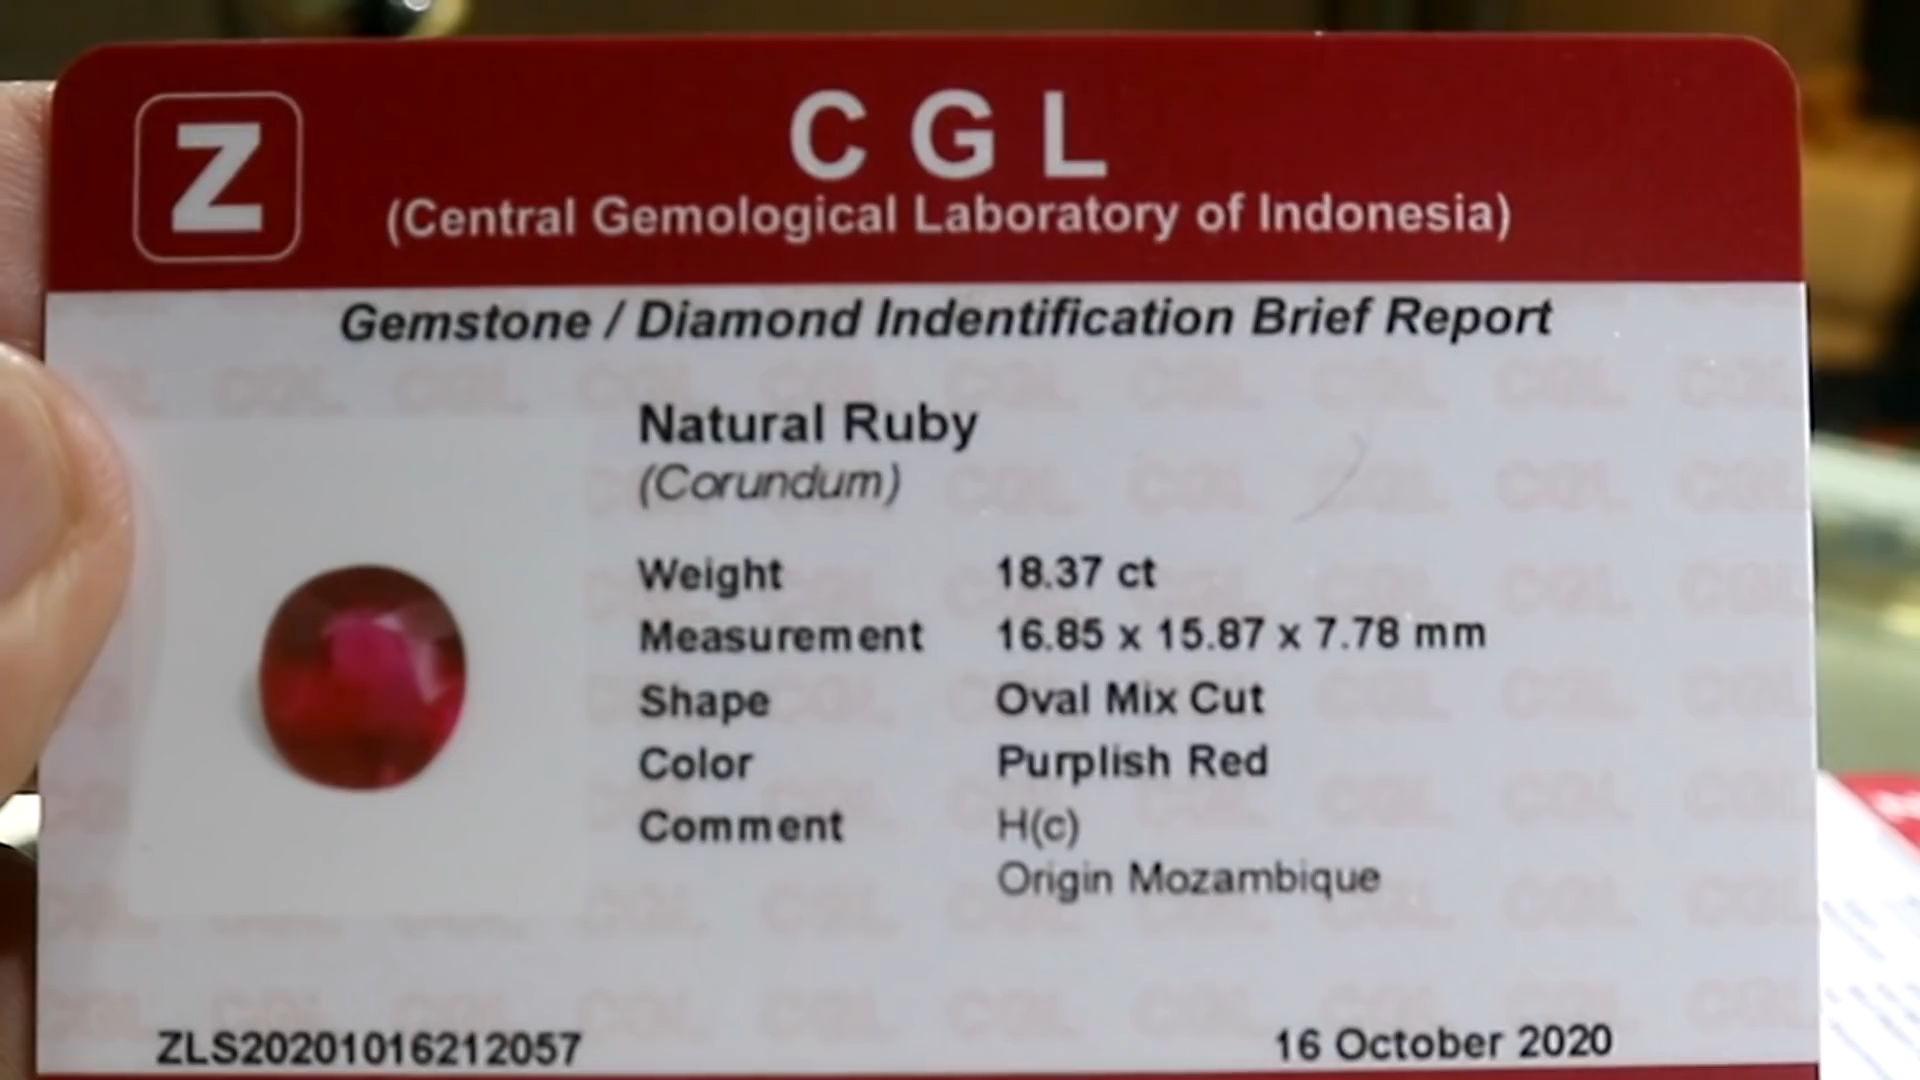 Z
C G L
(Central Gemological Laboratory of Indonesia)
Gemstone / Diamond Indentification Brief Report
Natural Ruby
(Corundum)
Weight 18.37 ct
Measurement 16.85 x 15.87 x 7.78 mm
Shape Oval Mix Cut
Color Purplish Red
Comment H(c)
Origin Mozambique
ZLS20201016212057 16 October 2020